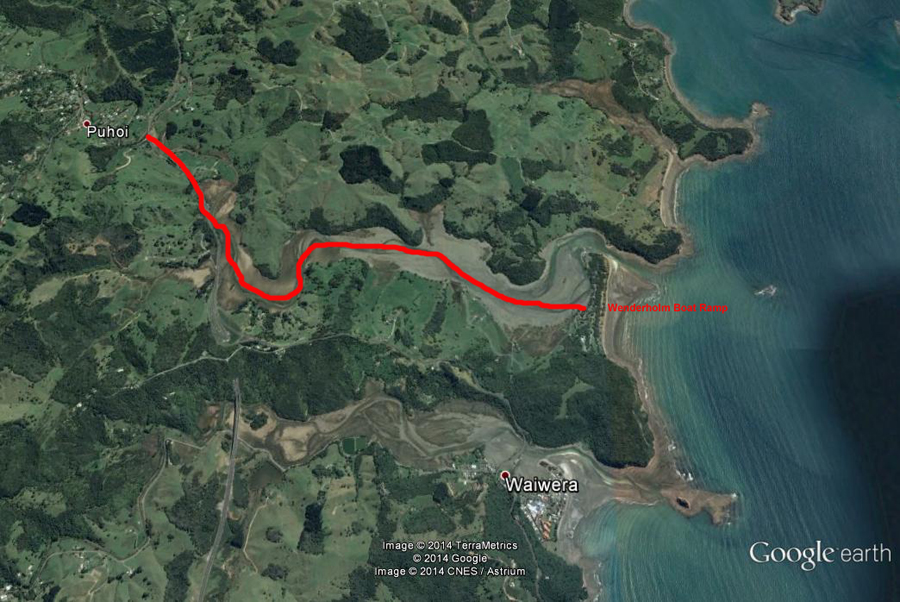 Puhoi
Wenderholm Boat Ramp
Waiwera
Image © 2014 TerraMetrics
© 2014 Google
Image © 2014 CNES / Astrium
Google earth